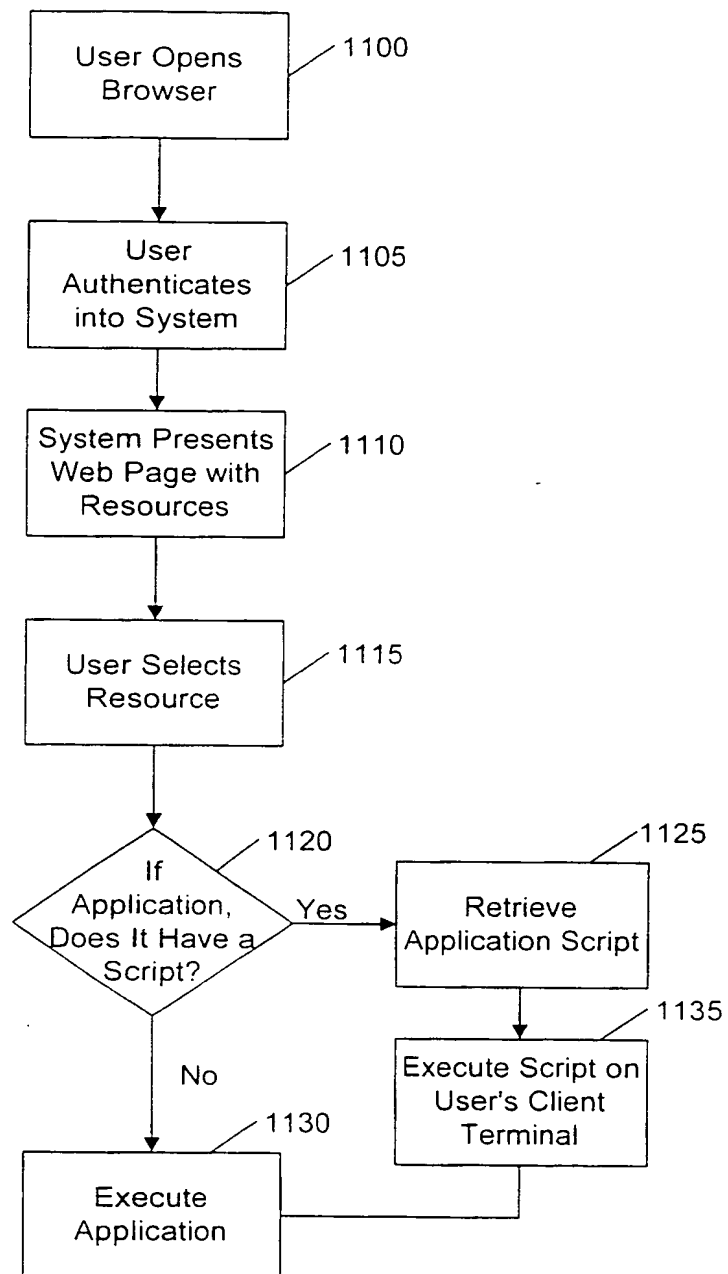 User Opens
Browser
1100
User
Authenticates
into System
1105
System Presents
Web Page with
Resources
1110
User Selects
Resource
1115
If
Application,
Does It Have a
Script?
1120
Yes
Retrieve
Application Script
1125
Execute Script on
User's Client
Terminal
1135
No
Execute
Application
1130